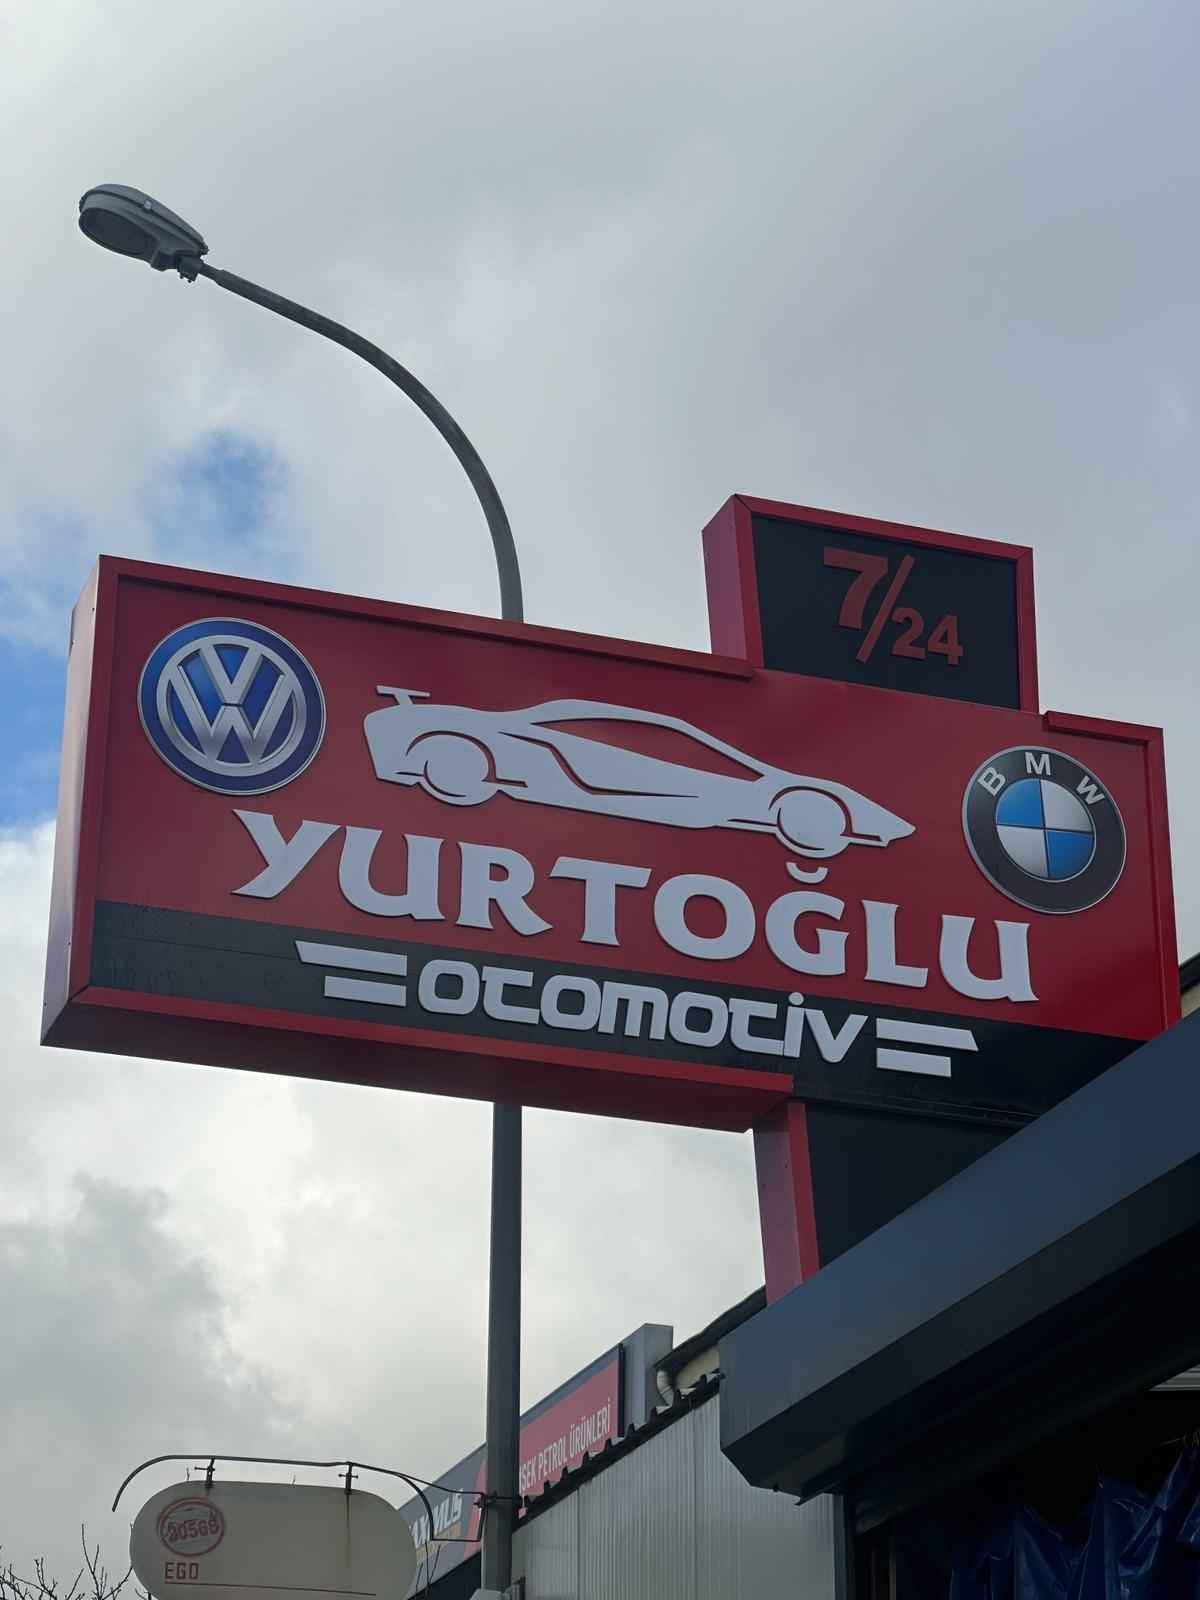 7/24
VW
BMW
YURTOĞLU
OTOMOTİV
PETROL ÜRÜNLERİ
20568
EGO